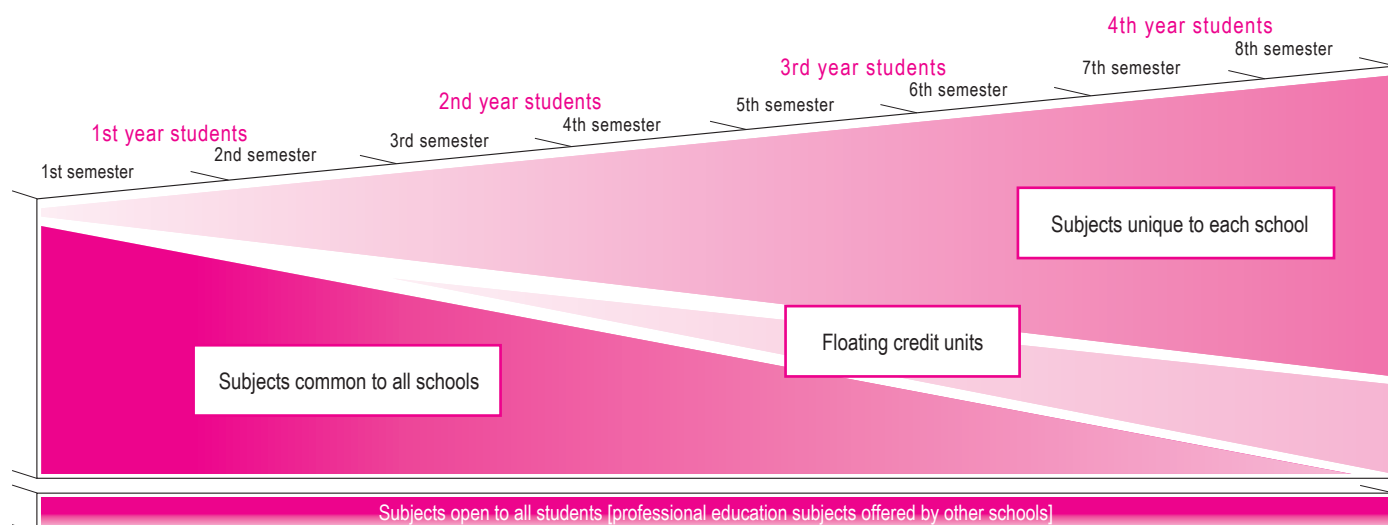 4th year students
8th semester
3rd year students
7th semester
6th semester
2nd year students
5th semester
4th semester
1st year students
3rd semester
2nd semester
1st semester
Subjects unique to each school
Floating credit units
Subjects common to all schools
Subjects open to all students [professional education subjects offered by other schools]